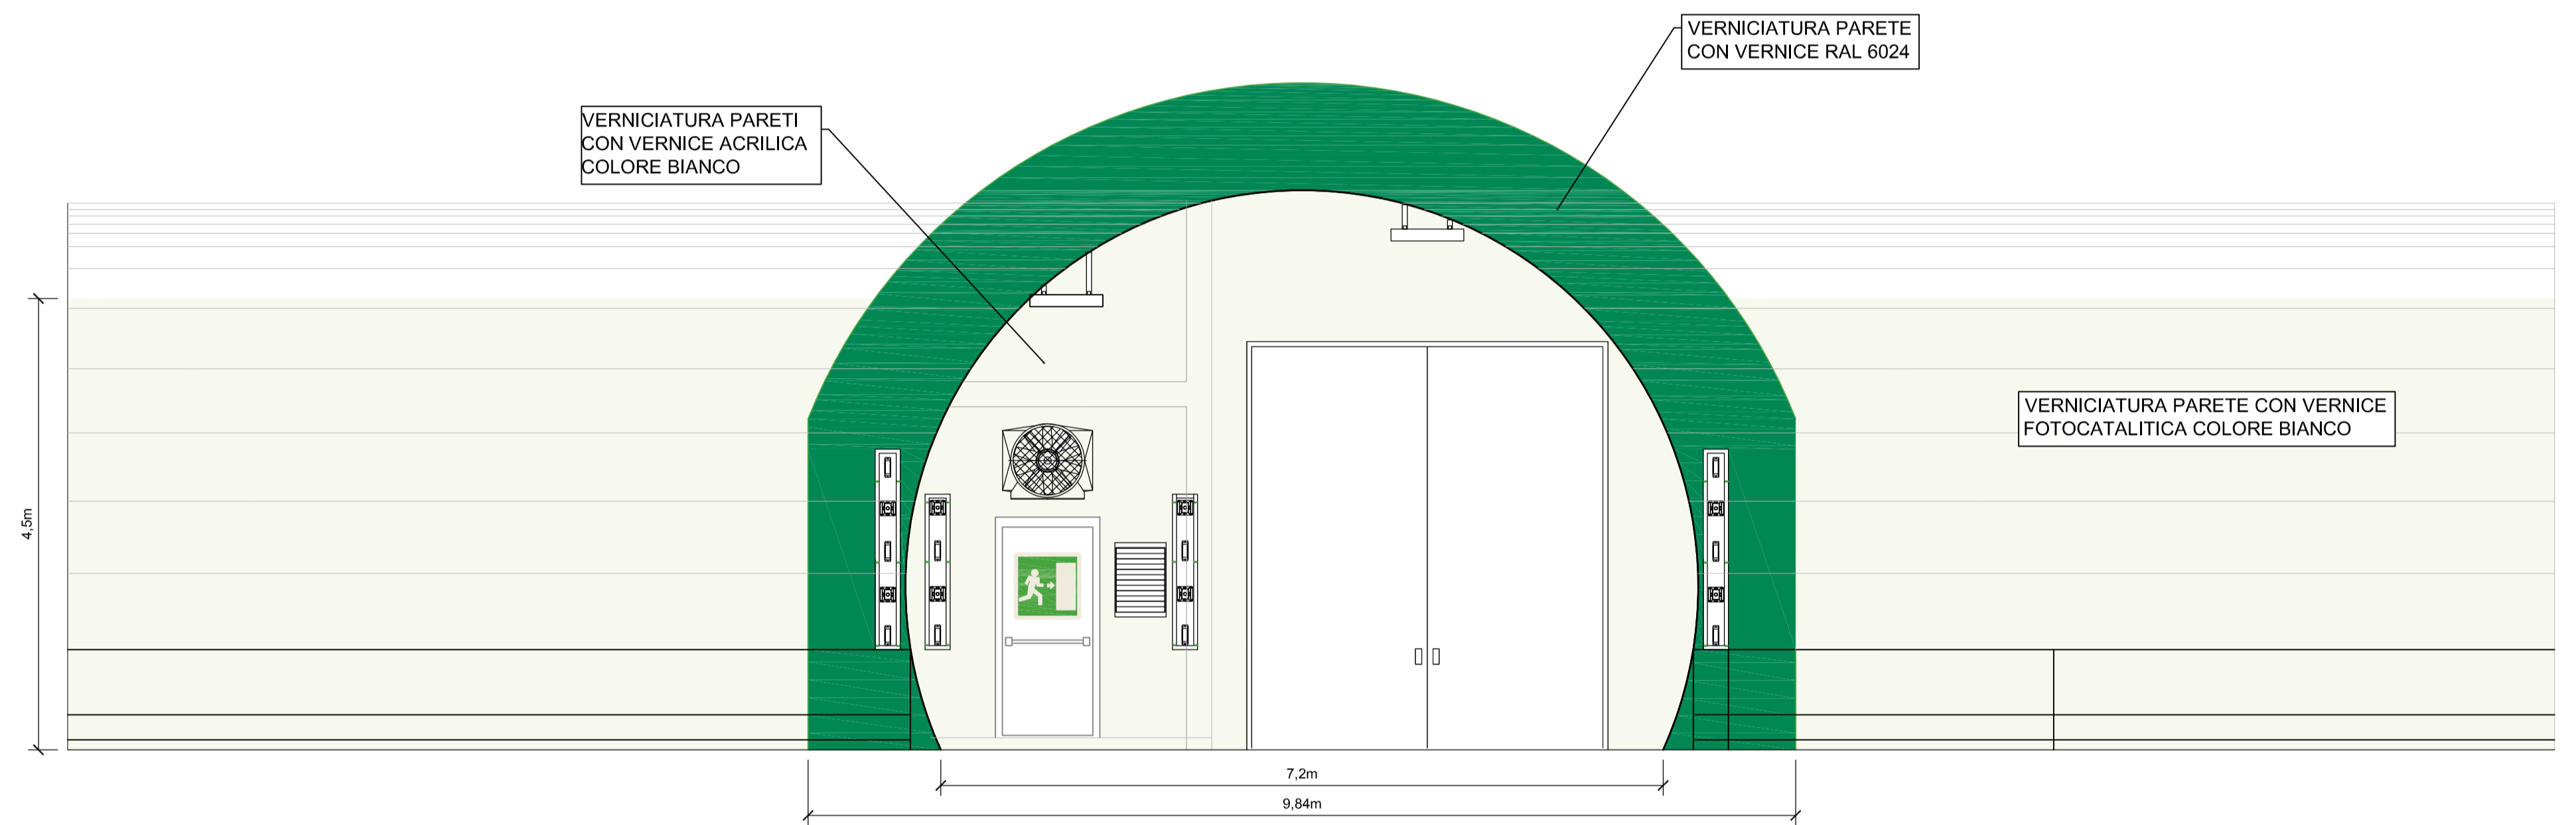 VERNICIATURA PARETE
CON VERNICE RAL 6024
VERNICIATURA PARETI
CON VERNICE ACRILICA
COLORE BIANCO
VERNICIATURA PARETE CON VERNICE
FOTOCATALITICA COLORE BIANCO
4,5m
7,2m
9,84m